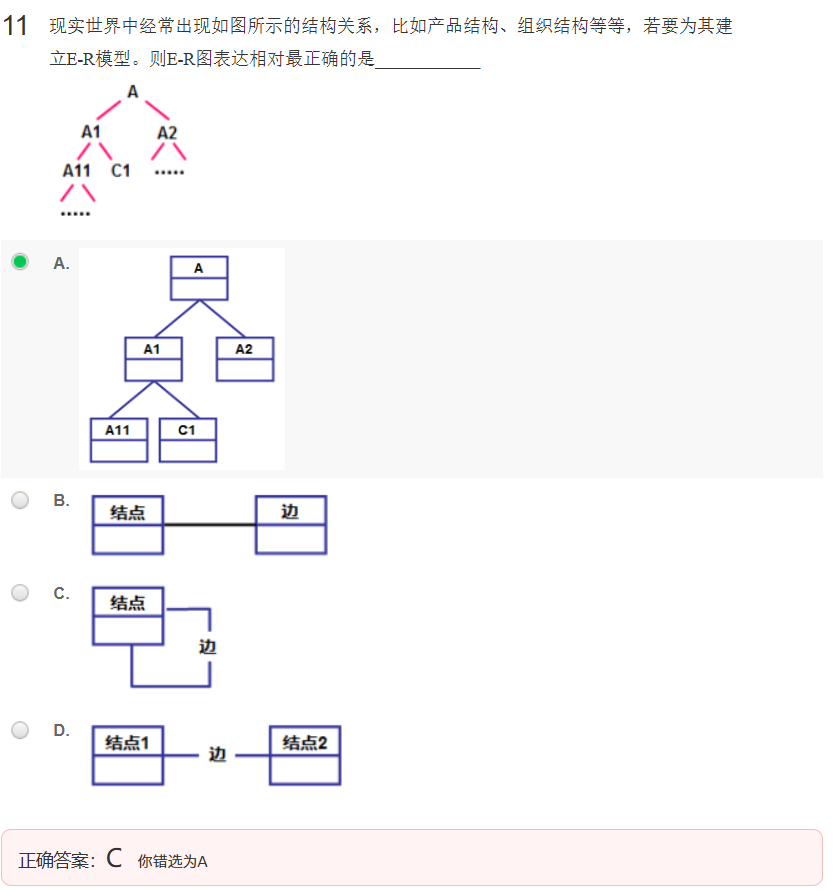 11 现实世界中经常出现如图所示的结构关系，比如产品结构、组织结构等等，若要为其建
立E-R模型。则E-R图表达相对最正确的是____________
A
A1 A2
A11 C1 .....
.....
A.
A
A1 A2
A11 C1
B.
结点 边
C.
结点
边
D.
结点1 边 结点2
正确答案： C 你错选为A